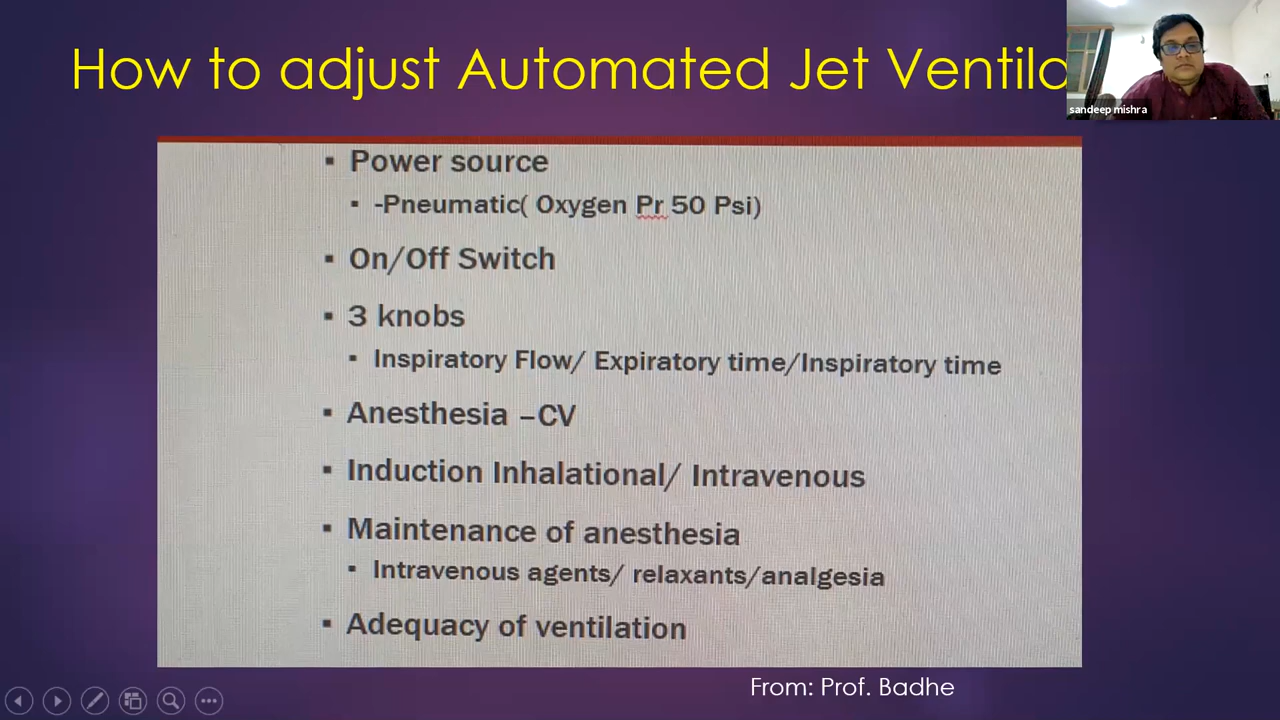 How to adjust Automated Jet Ventila
sandeep mishra
▪ Power source
▪ -Pneumatic( Oxygen Pr 50 Psi)
▪ On/Off Switch
▪ 3 knobs
▪ Inspiratory Flow/ Expiratory time/Inspiratory time
▪ Anesthesia –CV
▪ Induction Inhalational/ Intravenous
▪ Maintenance of anesthesia
▪ Intravenous agents/ relaxants/analgesia
▪ Adequacy of ventilation
From: Prof. Badhe